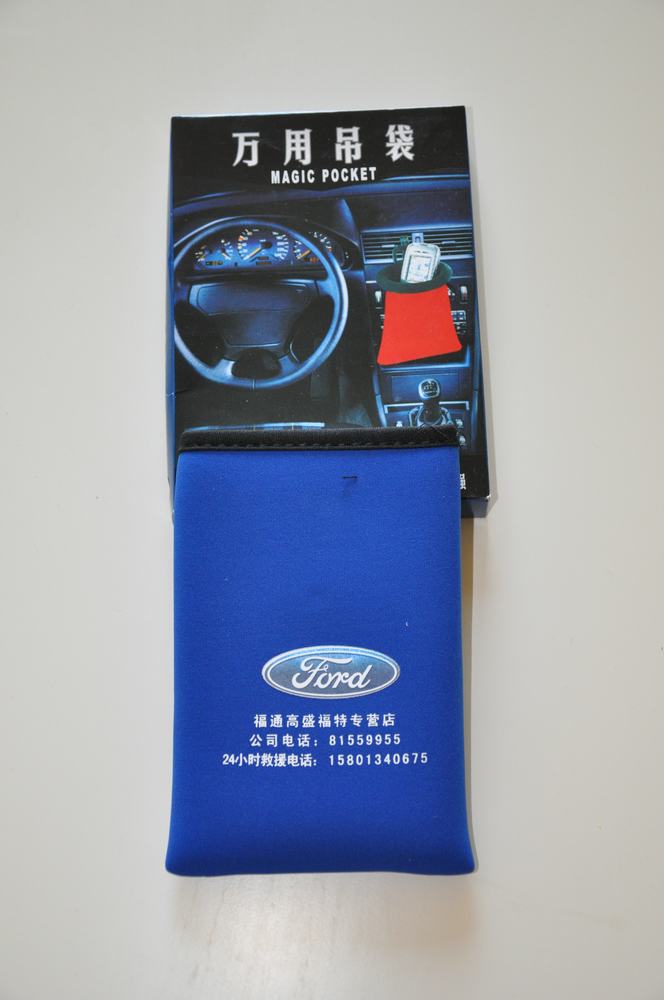 万用吊袋
MAGIC POCKET
Ford
福通高盛福特专营店
公司电话：81559955
24小时救援电话：15801340675